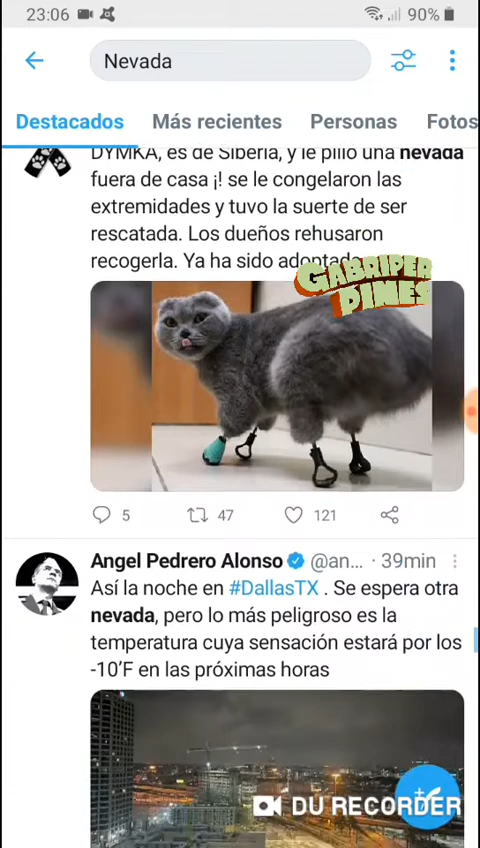 23:06
90%
Nevada
Destacados Más recientes Personas Fotos
DYMKA, es de Siberia, y le pilló una nevada
fuera de casa ¡! se le congelaron las
extremidades y tuvo la suerte de ser
rescatada. Los dueños rehusaron
recogerla. Ya ha sido adoptada
GABRIPER
PINES
5 47 121
Angel Pedrero Alonso @an... · 39min
Así la noche en #DallasTX . Se espera otra
nevada, pero lo más peligroso es la
temperatura cuya sensación estará por los
-10’F en las próximas horas
DU RECORDER